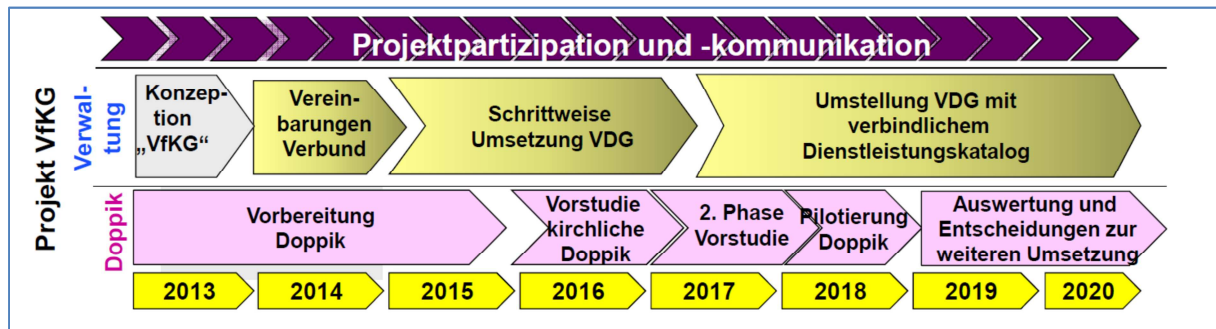 Projektpartizipation und -kommunikation
Projekt VfKG
Verwal-
tung
Konzep-
tion
„VfKG“
Verein-
barungen
Verbund
Schrittweise
Umsetzung VDG
Umstellung VDG mit
verbindlichem
Dienstleistungskatalog
Doppik
Vorbereitung
Doppik
Vorstudie
kirchliche
Doppik
2. Phase
Vorstudie
Pilotierung
Doppik
Auswertung und
Entscheidungen zur
weiteren Umsetzung
2013
2014
2015
2016
2017
2018
2019
2020